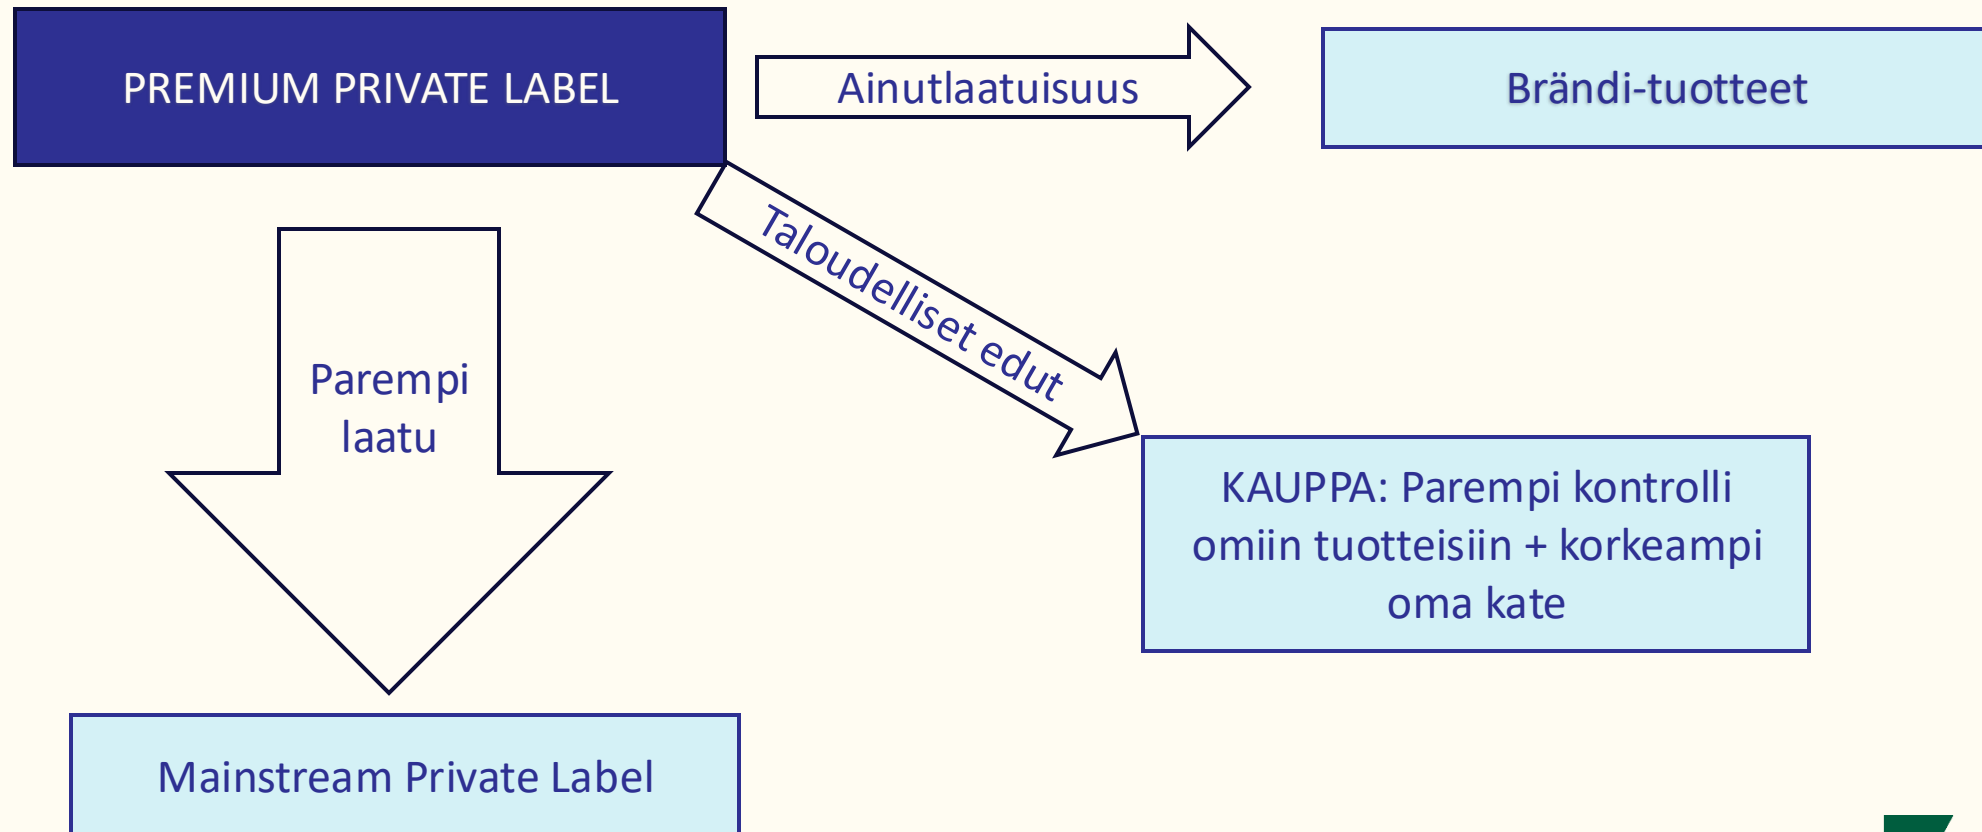 PREMIUM PRIVATE LABEL
Ainutlaatuisuus
Brändi-tuotteet
Taloudelliset edut
Parempi
laatu
KAUPPA: Parempi kontrolli
omiin tuotteisiin + korkeampi
oma kate
Mainstream Private Label